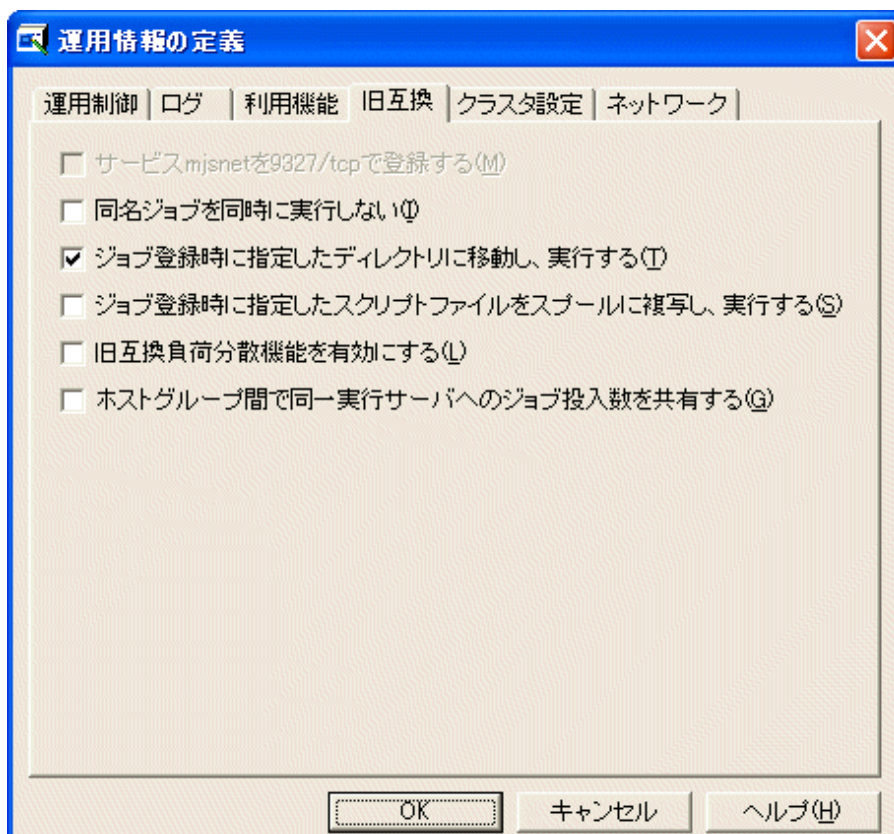 運用情報の定義
運用制御 ログ 利用機能 旧互換 クラスタ設定 ネットワーク
サービスmjsnetを9327/tcpで登録する(M)
同名ジョブを同時に実行しない(I)
ジョブ登録時に指定したディレクトリに移動し、実行する(T)
ジョブ登録時に指定したスクリプトファイルをスプールに複写し、実行する(S)
旧互換負荷分散機能を有効にする(L)
ホストグループ間で同一実行サーバへのジョブ投入数を共有する(G)
OK キャンセル ヘルプ(H)